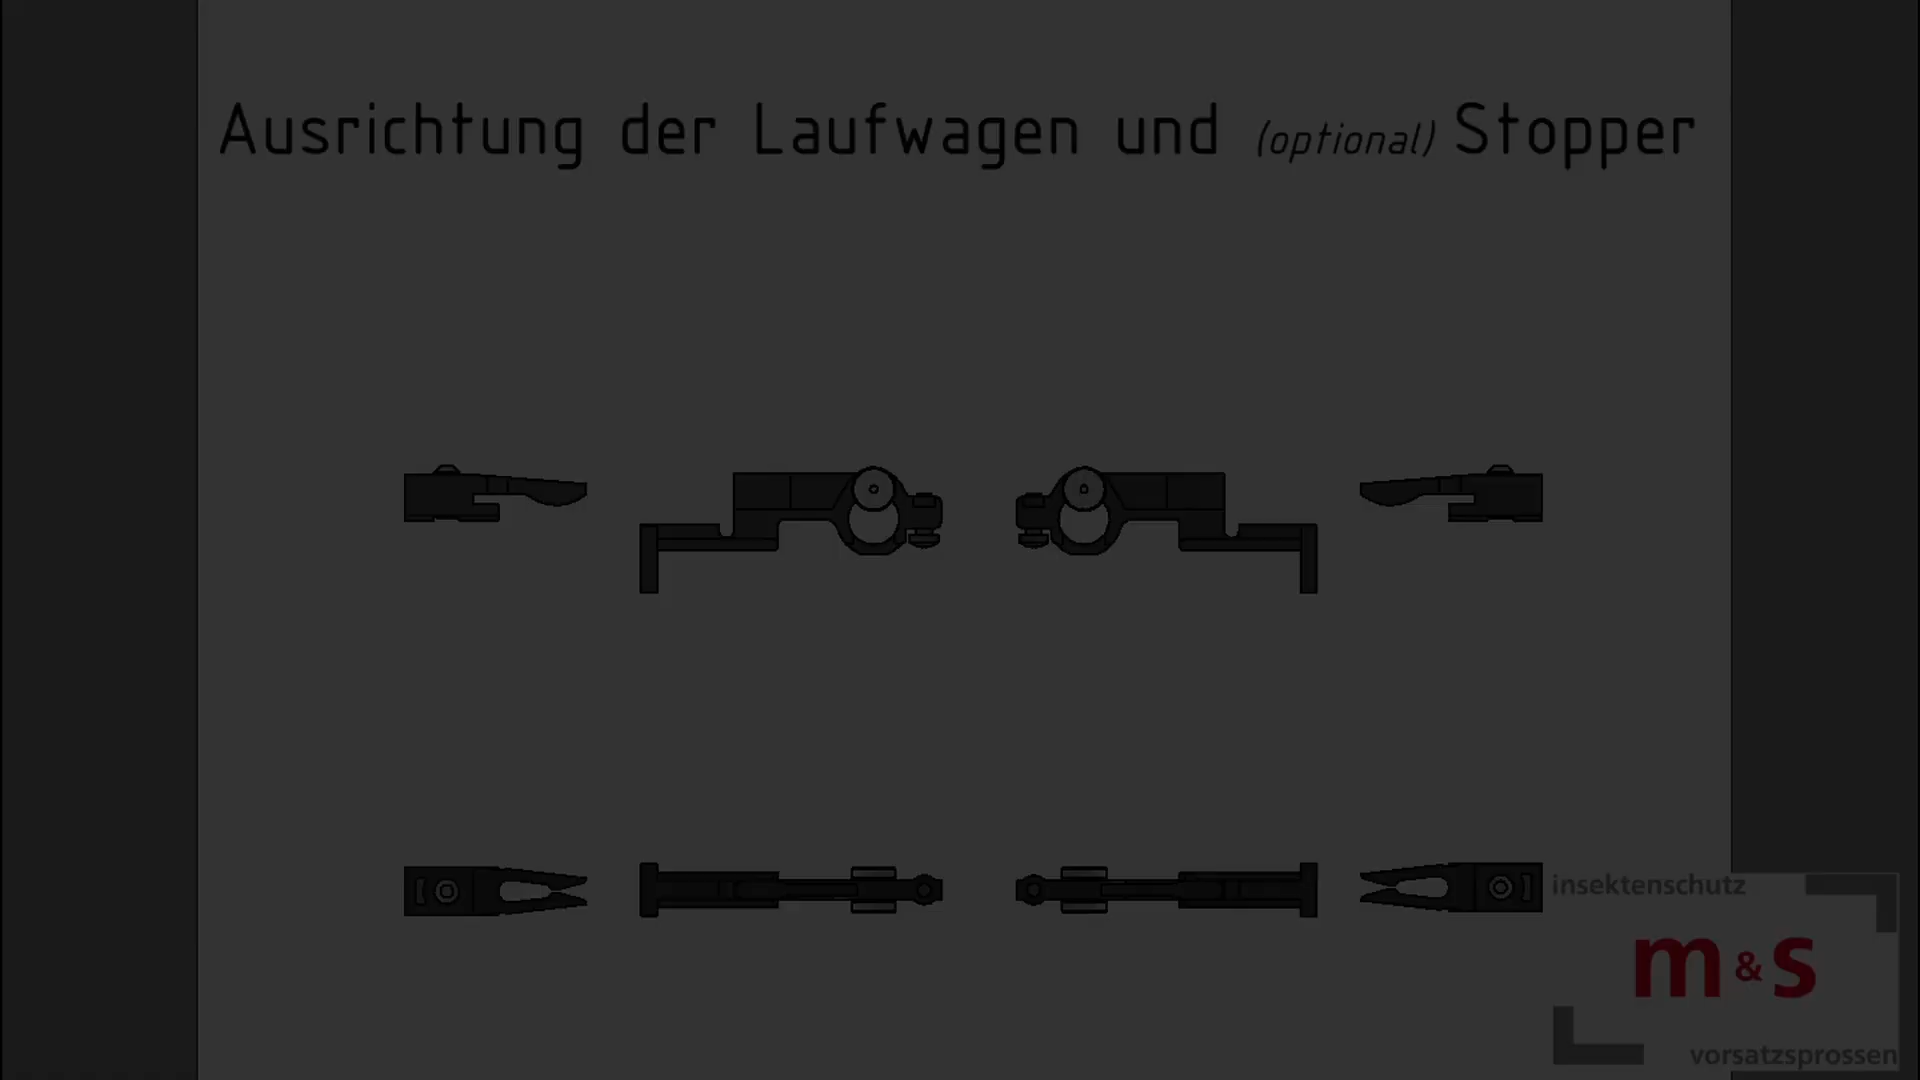 Ausrichtung der Laufwagen und (optional) Stopper
insektenschutz
m&s
vorsatzsprossen